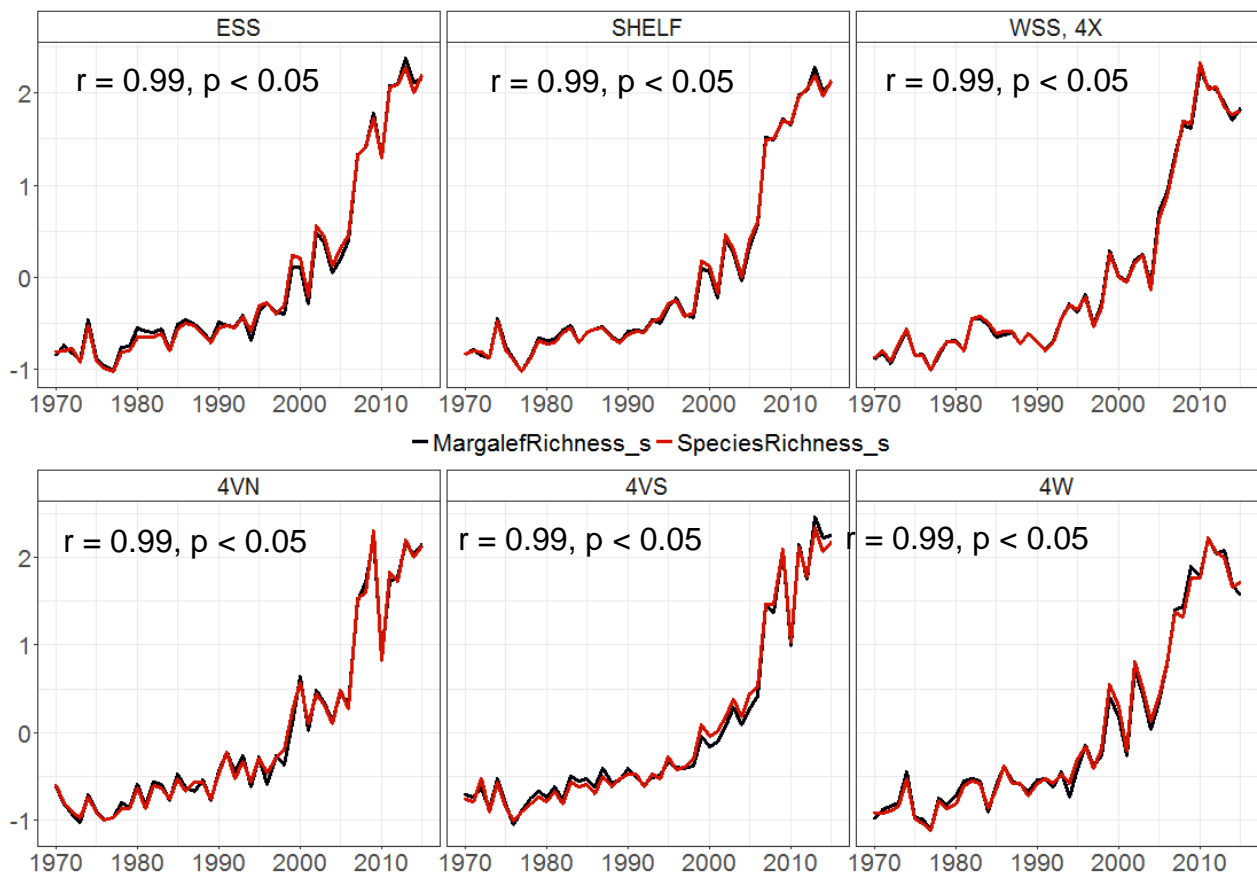 ESS SHELF WSS, 4X
r = 0.99, p < 0.05 r = 0.99, p < 0.05 r = 0.99, p < 0.05
2
1
0
-1
1970 1980 1990 2000 2010 1970 1980 1990 2000 2010 1970 1980 1990 2000 2010
MargalefRichness_s SpeciesRichness_s
4VN 4VS 4W
r = 0.99, p < 0.05 r = 0.99, p < 0.05 r = 0.99, p < 0.05
2
1
0
-1
1970 1980 1990 2000 2010 1970 1980 1990 2000 2010 1970 1980 1990 2000 2010